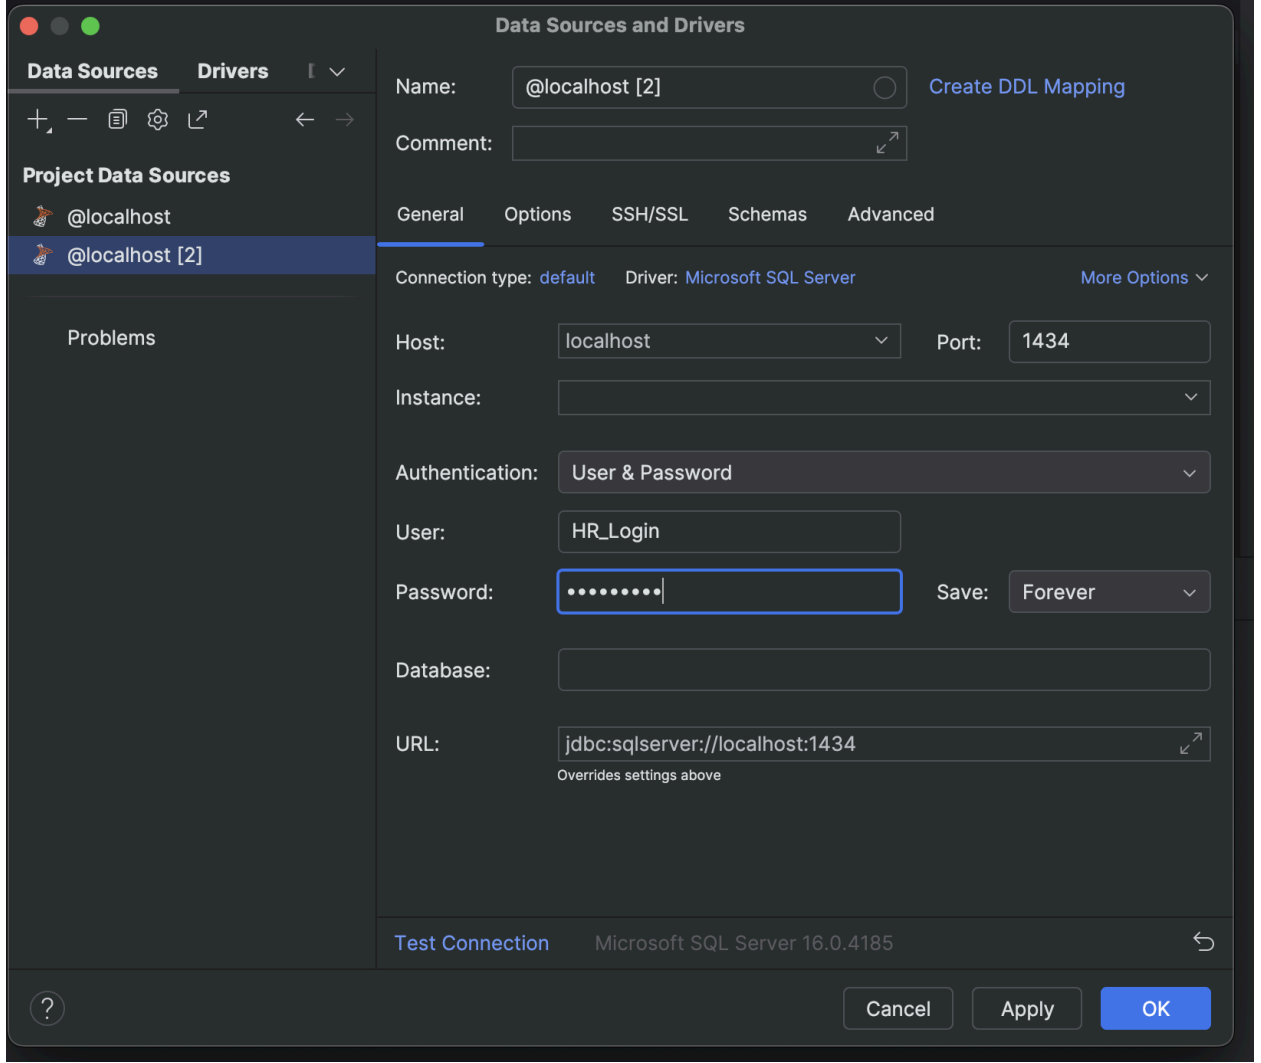 Data Sources and Drivers
Data Sources Drivers
Name: @localhost [2] Create DDL Mapping
Comment:
Project Data Sources
@localhost
@localhost [2]
Problems
General Options SSH/SSL Schemas Advanced
Connection type: default Driver: Microsoft SQL Server More Options
Host: localhost Port: 1434
Instance:
Authentication: User & Password
User: HR_Login
Password: ••••••••• Save: Forever
Database:
URL: jdbc:sqlserver://localhost:1434
Overrides settings above
Test Connection Microsoft SQL Server 16.0.4185
? Cancel Apply OK